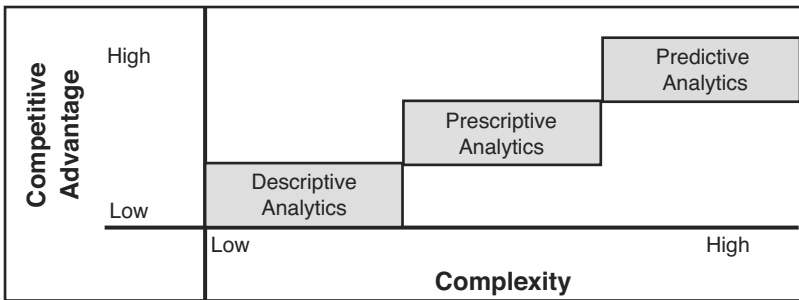 Competitive
Advantage
High
Low
Predictive
Analytics
Prescriptive
Analytics
Descriptive
Analytics
Low
High
Complexity